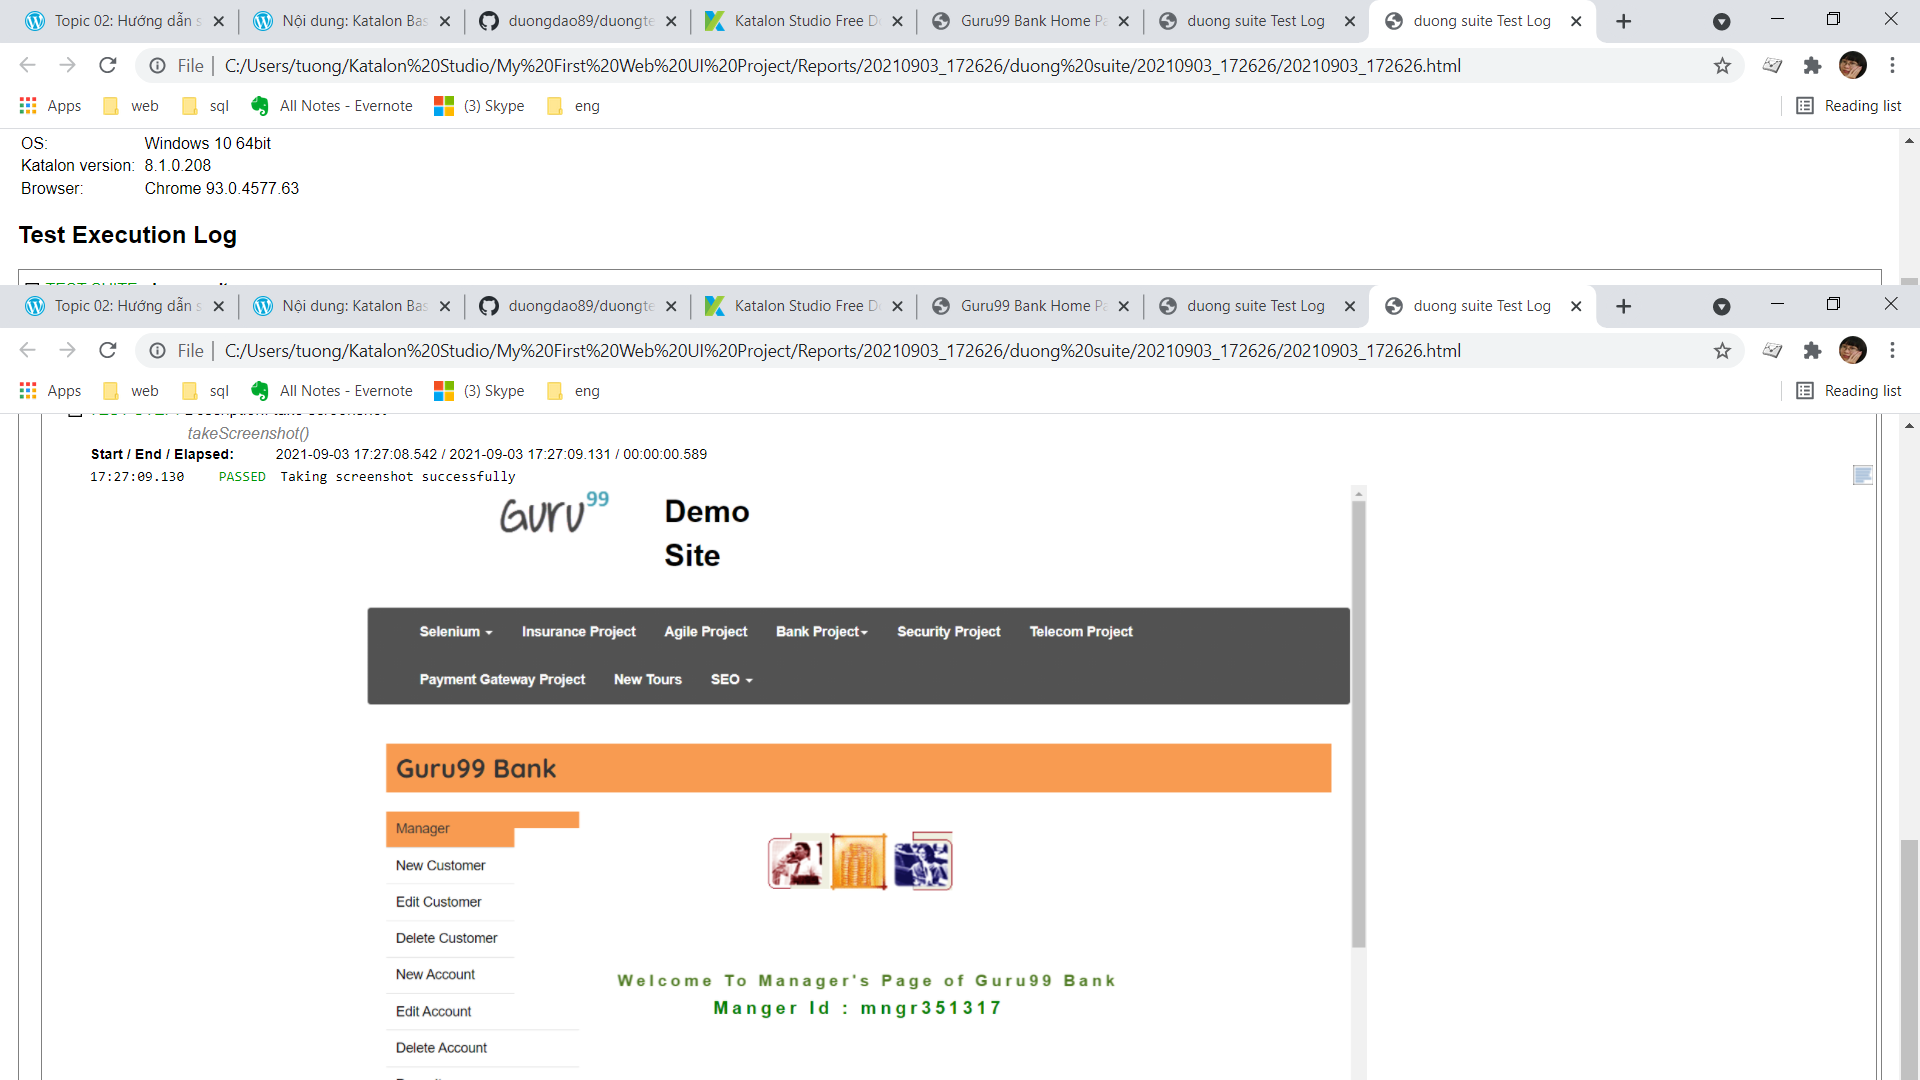 Topic 02: Hướng dẫn s
Nội dung: Katalon Bas
duongdao89/duongte
Katalon Studio Free D
Guru99 Bank Home Pa
duong suite Test Log
duong suite Test Log
File | C:/Users/tuong/Katalon%20Studio/My%20First%20Web%20UI%20Project/Reports/20210903_172626/duong%20suite/20210903_172626/20210903_172626.html
Apps web sql All Notes - Evernote (3) Skype eng Reading list
OS: Windows 10 64bit
Katalon version: 8.1.0.208
Browser: Chrome 93.0.4577.63
Test Execution Log
Topic 02: Hướng dẫn s
Nội dung: Katalon Bas
duongdao89/duongte
Katalon Studio Free D
Guru99 Bank Home Pa
duong suite Test Log
duong suite Test Log
File | C:/Users/tuong/Katalon%20Studio/My%20First%20Web%20UI%20Project/Reports/20210903_172626/duong%20suite/20210903_172626/20210903_172626.html
Apps web sql All Notes - Evernote (3) Skype eng Reading list
takeScreenshot()
Start / End / Elapsed: 2021-09-03 17:27:08.542 / 2021-09-03 17:27:09.131 / 00:00:00.589
17:27:09.130 PASSED Taking screenshot successfully
Guru99
Demo
Site
Selenium Insurance Project Agile Project Bank Project Security Project Telecom Project
Payment Gateway Project New Tours SEO
Guru99 Bank
Manager
New Customer
Edit Customer
Delete Customer
New Account
Edit Account
Delete Account
Welcome To Manager's Page of Guru99 Bank
Manger Id : mngr351317